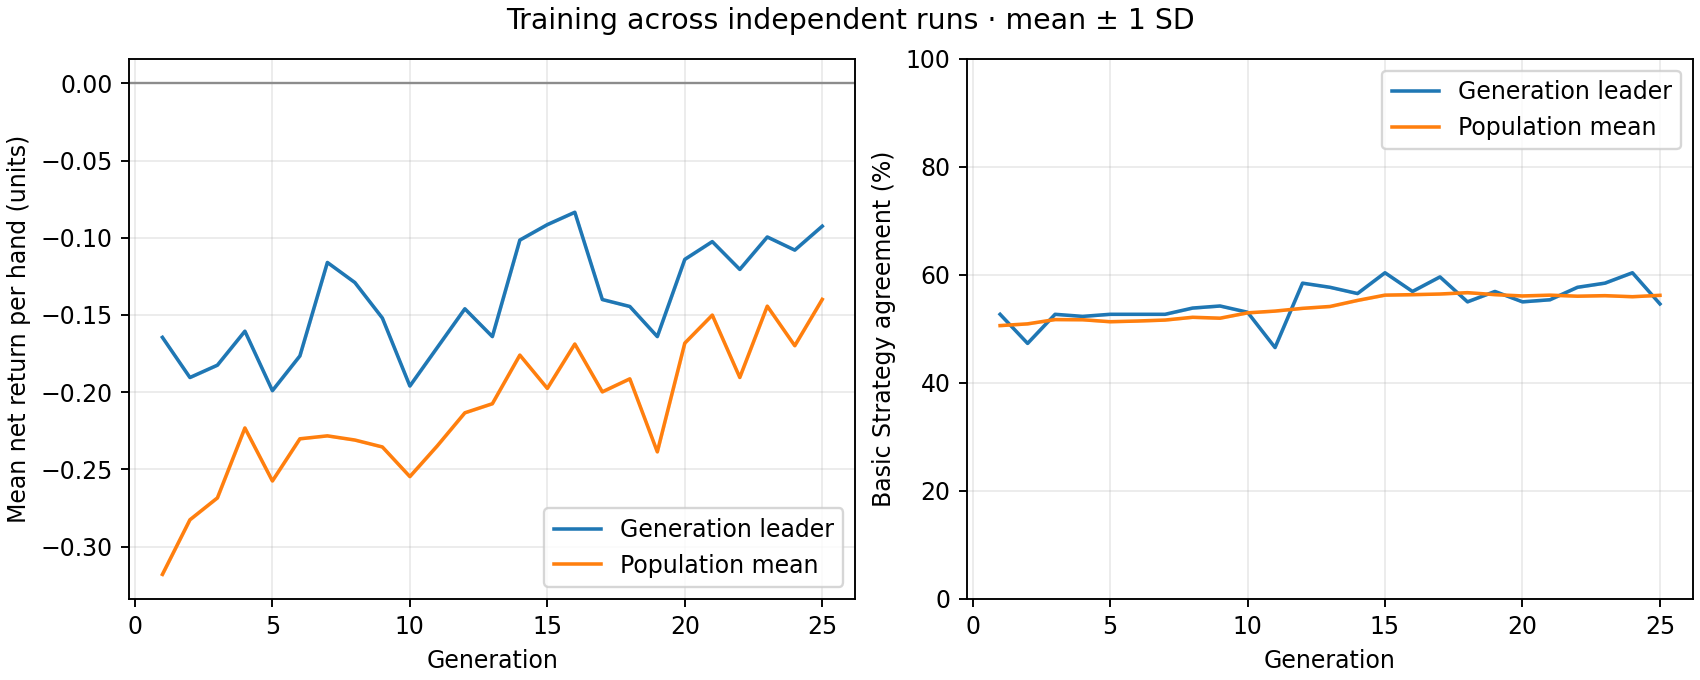 Training across independent runs · mean ± 1 SD
Mean net return per hand (units)
0.00
−0.05
−0.10
−0.15
−0.20
−0.25
−0.30
Generation leader
Population mean
0 5 10 15 20 25
Generation
Basic Strategy agreement (%)
100
80
60
40
20
0
Generation leader
Population mean
0 5 10 15 20 25
Generation